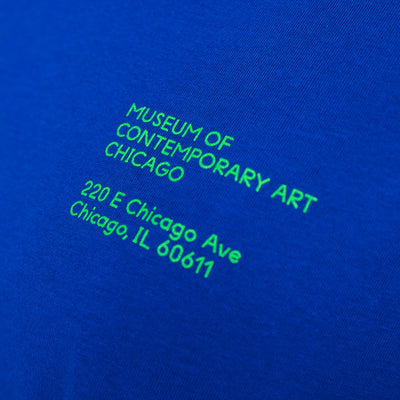 MUSEUM OF
CONTEMPORARY ART
CHICAGO
220 E Chicago Ave
Chicago, IL 60611